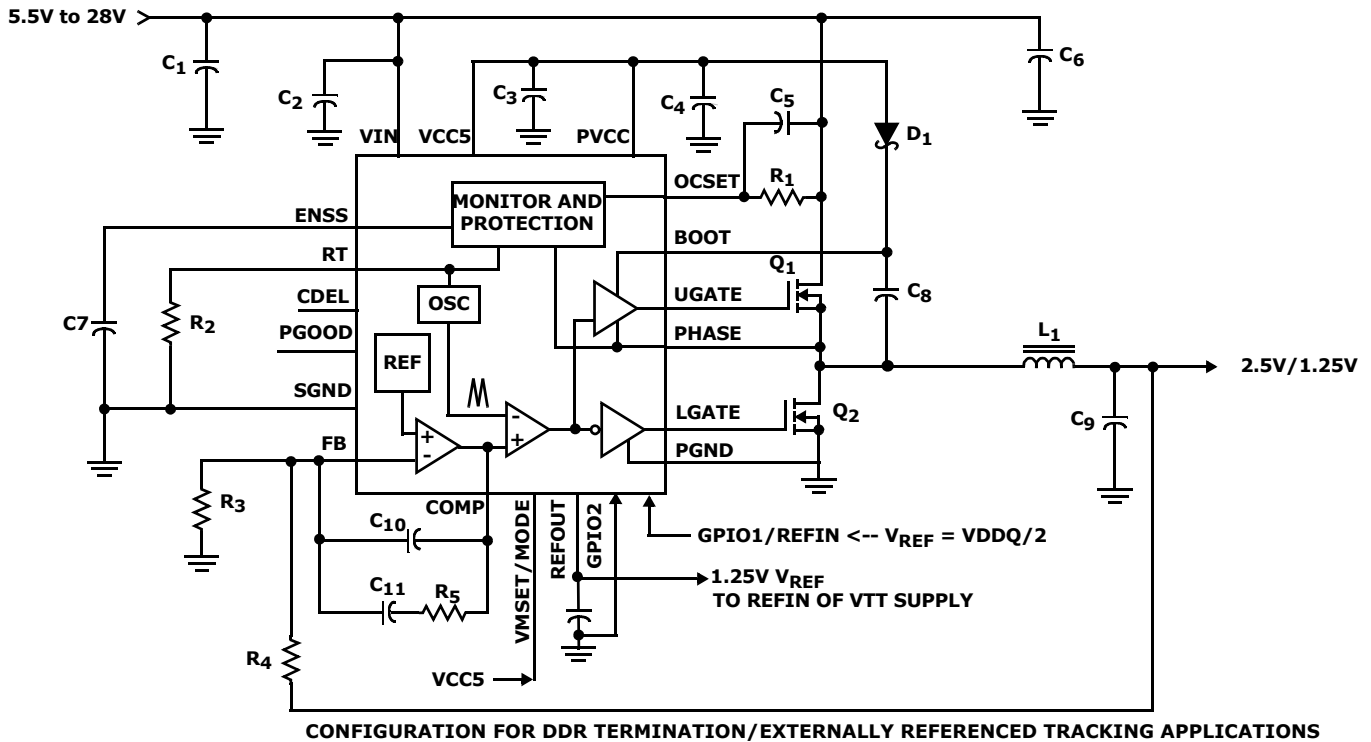 5.5V to 28V
C1
C2
C3
C4
C5
C6
D1
VIN
VCC5
PVCC
OCSET
R1
MONITOR AND
PROTECTION
ENSS
BOOT
RT
Q1
CDEL
OSC
UGATE
C8
C7
R2
PGOOD
PHASE
L1
REF
2.5V/1.25V
SGND
LGATE
Q2
C9
FB
+
-
-
+
PGND
R3
COMP
VMSET/MODE
REFOUT
GPIO2
C10
GPIO1/REFIN <-- VREF = VDDQ/2
C11
R5
1.25V VREF
TO REFIN OF VTT SUPPLY
R4
VCC5
CONFIGURATION FOR DDR TERMINATION/EXTERNALLY REFERENCED TRACKING APPLICATIONS